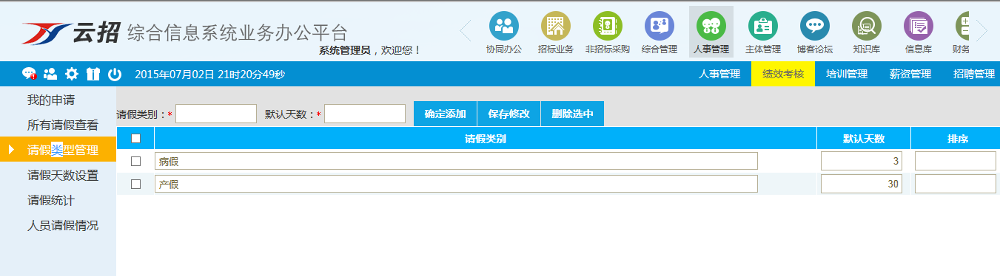 云招 综合信息系统业务办公平台
系统管理员，欢迎您！
协同办公 招标业务 非招标采购 综合管理 人事管理 主体管理 博客论坛 知识库 信息库 财务
2015年07月02日 21时20分49秒
人事管理 绩效考核 培训管理 薪资管理 招聘管理
我的申请
所有请假查看
请假类型管理
请假天数设置
请假统计
人员请假情况
请假类别：* 默认天数：* 确定添加 保存修改 删除选中
请假类别 默认天数 排序
病假 3
产假 30